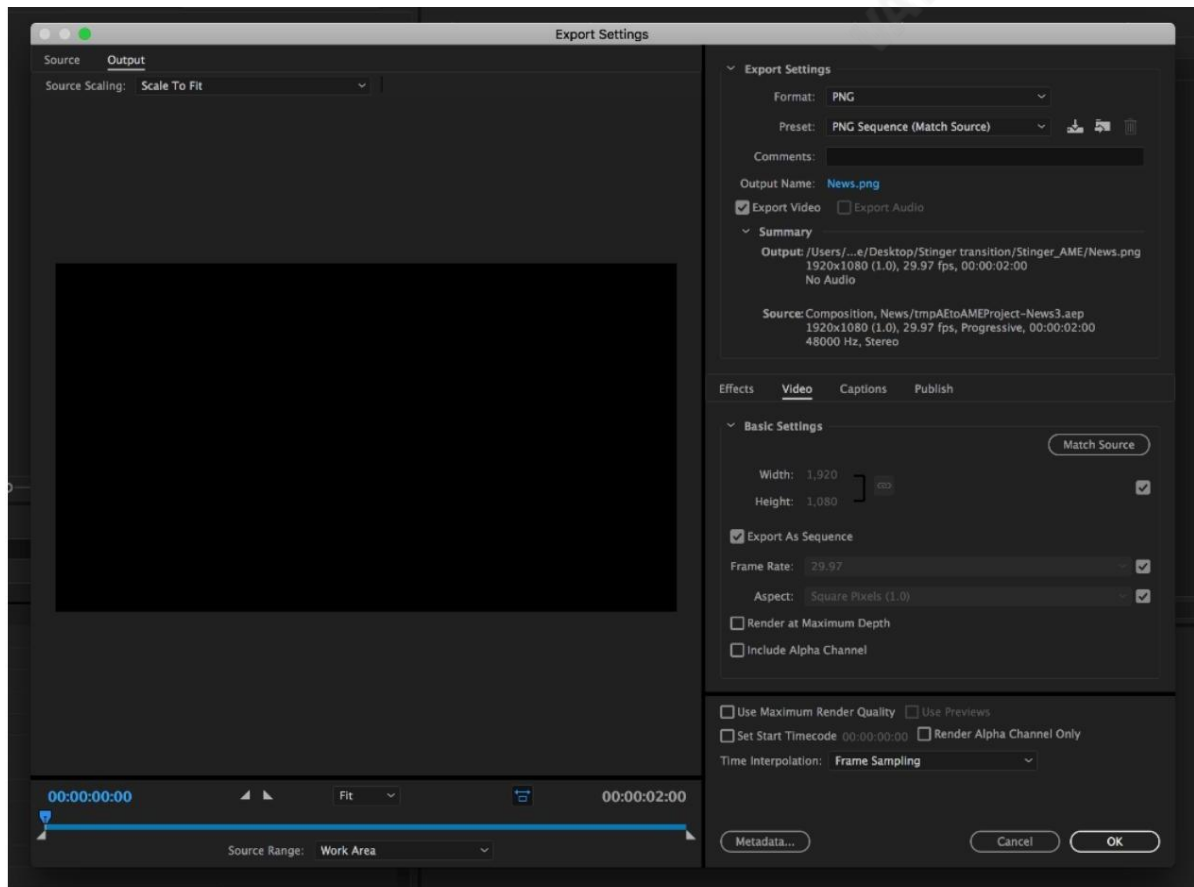 Export Settings
Source Output
Source Scaling: Scale To Fit
Export Settings
Format: PNG
Preset: PNG Sequence (Match Source)
Comments:
Output Name: News.png
Export Video Export Audio
Summary
Output: /Users/...e/Desktop/Stinger transition/Stinger_AME/News.png
1920x1080 (1.0), 29.97 fps, 00:00:02:00
No Audio
Source: Composition, News/tmpAEtoAMEProject-News3.aep
1920x1080 (1.0), 29.97 fps, Progressive, 00:00:02:00
48000 Hz, Stereo
Effects Video Captions Publish
Basic Settings
Match Source
Width: 1,920
Height: 1,080
Export As Sequence
Frame Rate: 29.97
Aspect: Square Pixels (1.0)
Render at Maximum Depth
Include Alpha Channel
Use Maximum Render Quality Use Previews
Set Start Timecode 00:00:00:00 Render Alpha Channel Only
Time Interpolation: Frame Sampling
00:00:00:00 Fit 00:00:02:00
Source Range: Work Area
Metadata... Cancel OK